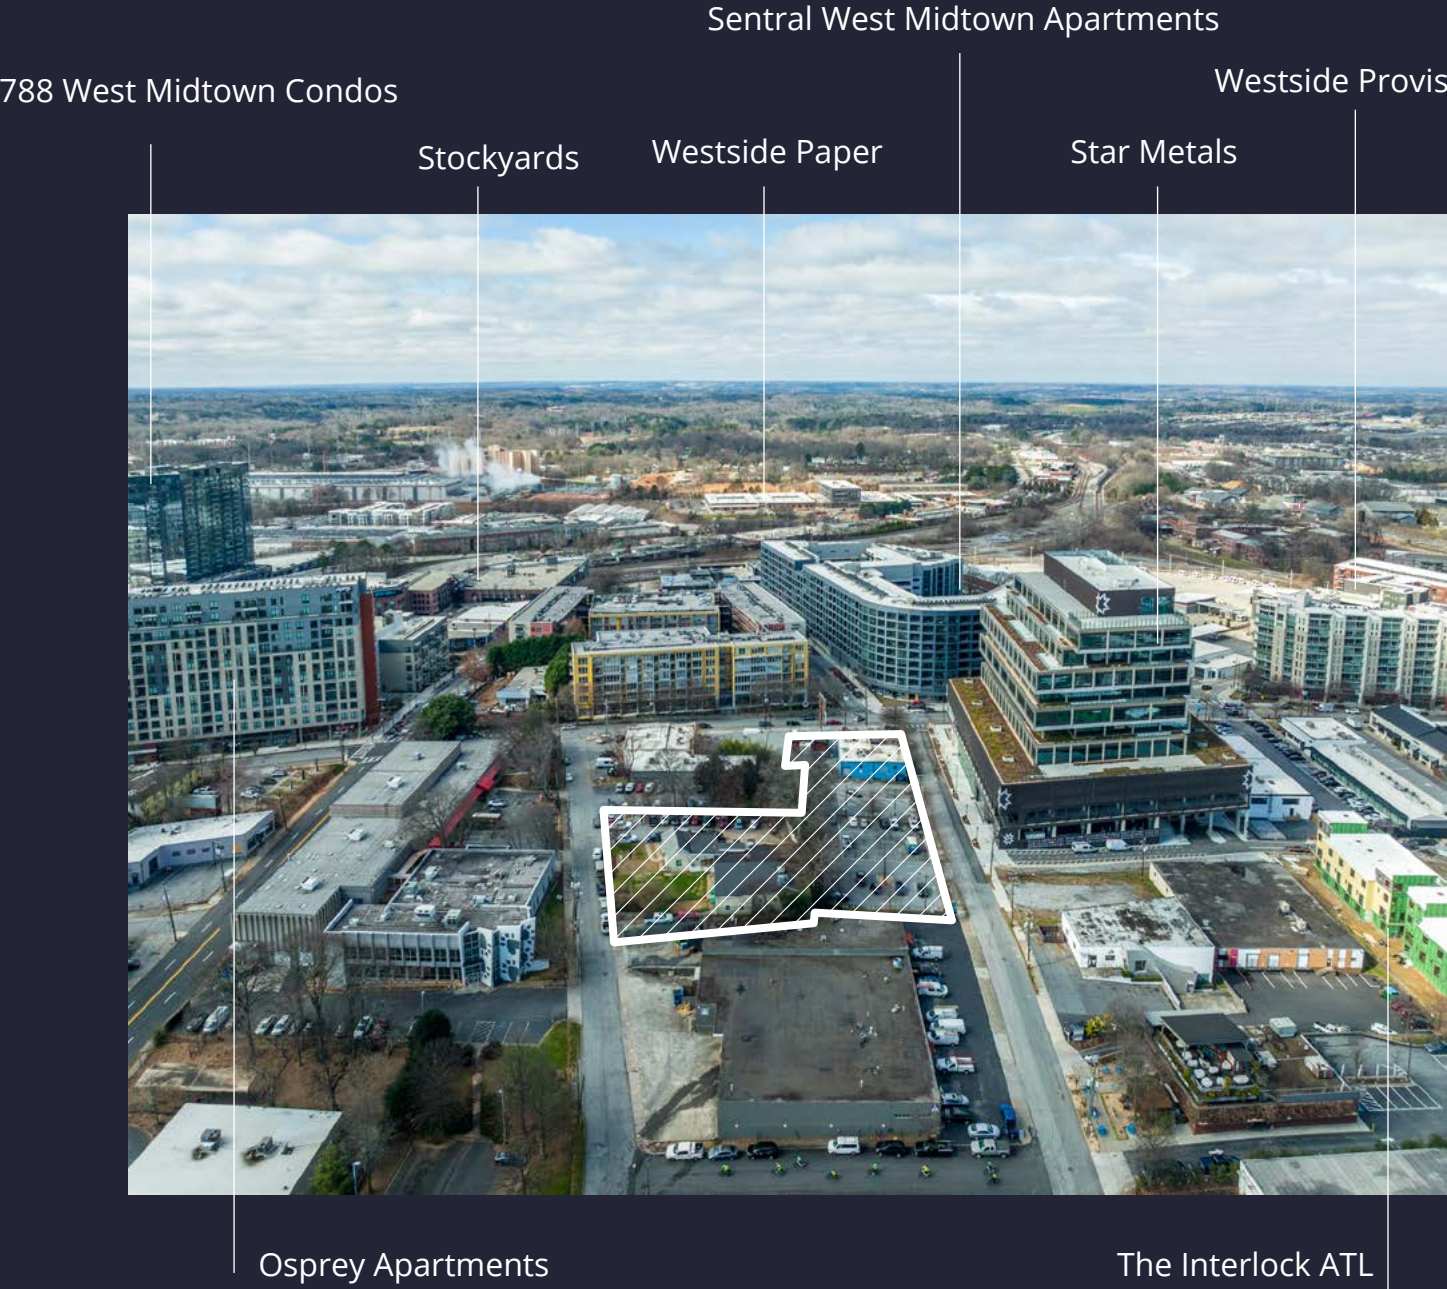 Sentral West Midtown Apartments
788 West Midtown Condos
Westside Provis
Stockyards
Westside Paper
Star Metals
Osprey Apartments
The Interlock ATL